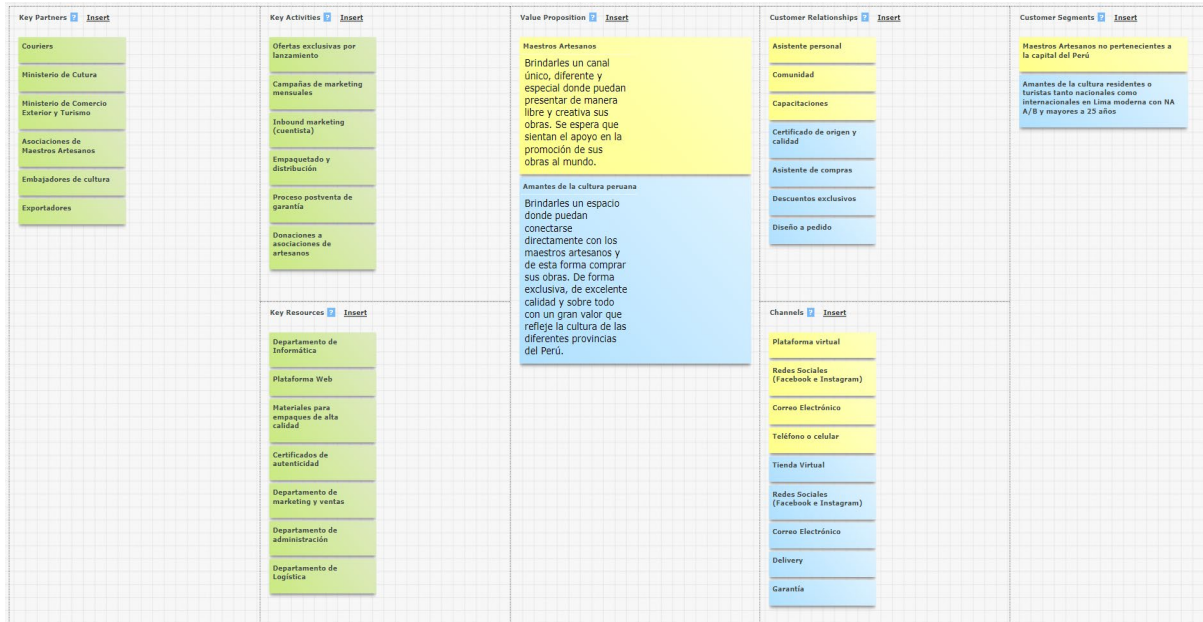 Key Partners ? Insert
Couriers
Ministerio de Cutura
Ministerio de Comercio
Exterior y Turismo
Asociaciones de
Maestros Artesanos
Embajadores de cultura
Exportadores
Key Activities ? Insert
Ofertas exclusivas por
lanzamiento
Campañas de marketing
mensuales
Inbound marketing
(cuentista)
Empaquetado y
distribución
Proceso postventa de
garantía
Donaciones a
asociaciones de
artesanos
Key Resources ? Insert
Departamento de
Informática
Plataforma Web
Materiales para
empaques de alta
calidad
Certificados de
autenticidad
Departamento de
marketing y ventas
Departamento de
administración
Departamento de
Logística
Value Proposition ? Insert
Maestros Artesanos
Brindarles un canal
único, diferente y
especial donde puedan
presentar de manera
libre y creativa sus
obras. Se espera que
sientan el apoyo en la
promoción de sus
obras al mundo.
Amantes de la cultura peruana
Brindarles un espacio
donde puedan
conectarse
directamente con los
maestros artesanos y
de esta forma comprar
sus obras. De forma
exclusiva, de excelente
calidad y sobre todo
con un gran valor que
refleje la cultura de las
diferentes provincias
del Perú.
Customer Relationships ? Insert
Asistente personal
Comunidad
Capacitaciones
Certificado de origen y
calidad
Asistente de compras
Descuentos exclusivos
Diseño a pedido
Channels ? Insert
Plataforma virtual
Redes Sociales
(Facebook e Instagram)
Correo Electrónico
Teléfono o celular
Tienda Virtual
Redes Sociales
(Facebook e Instagram)
Correo Electrónico
Delivery
Garantía
Customer Segments ? Insert
Maestros Artesanos no pertenecientes a
la capital del Perú
Amantes de la cultura residentes o
turistas tanto nacionales como
internacionales en Lima moderna con NA
A/B y mayores a 25 años